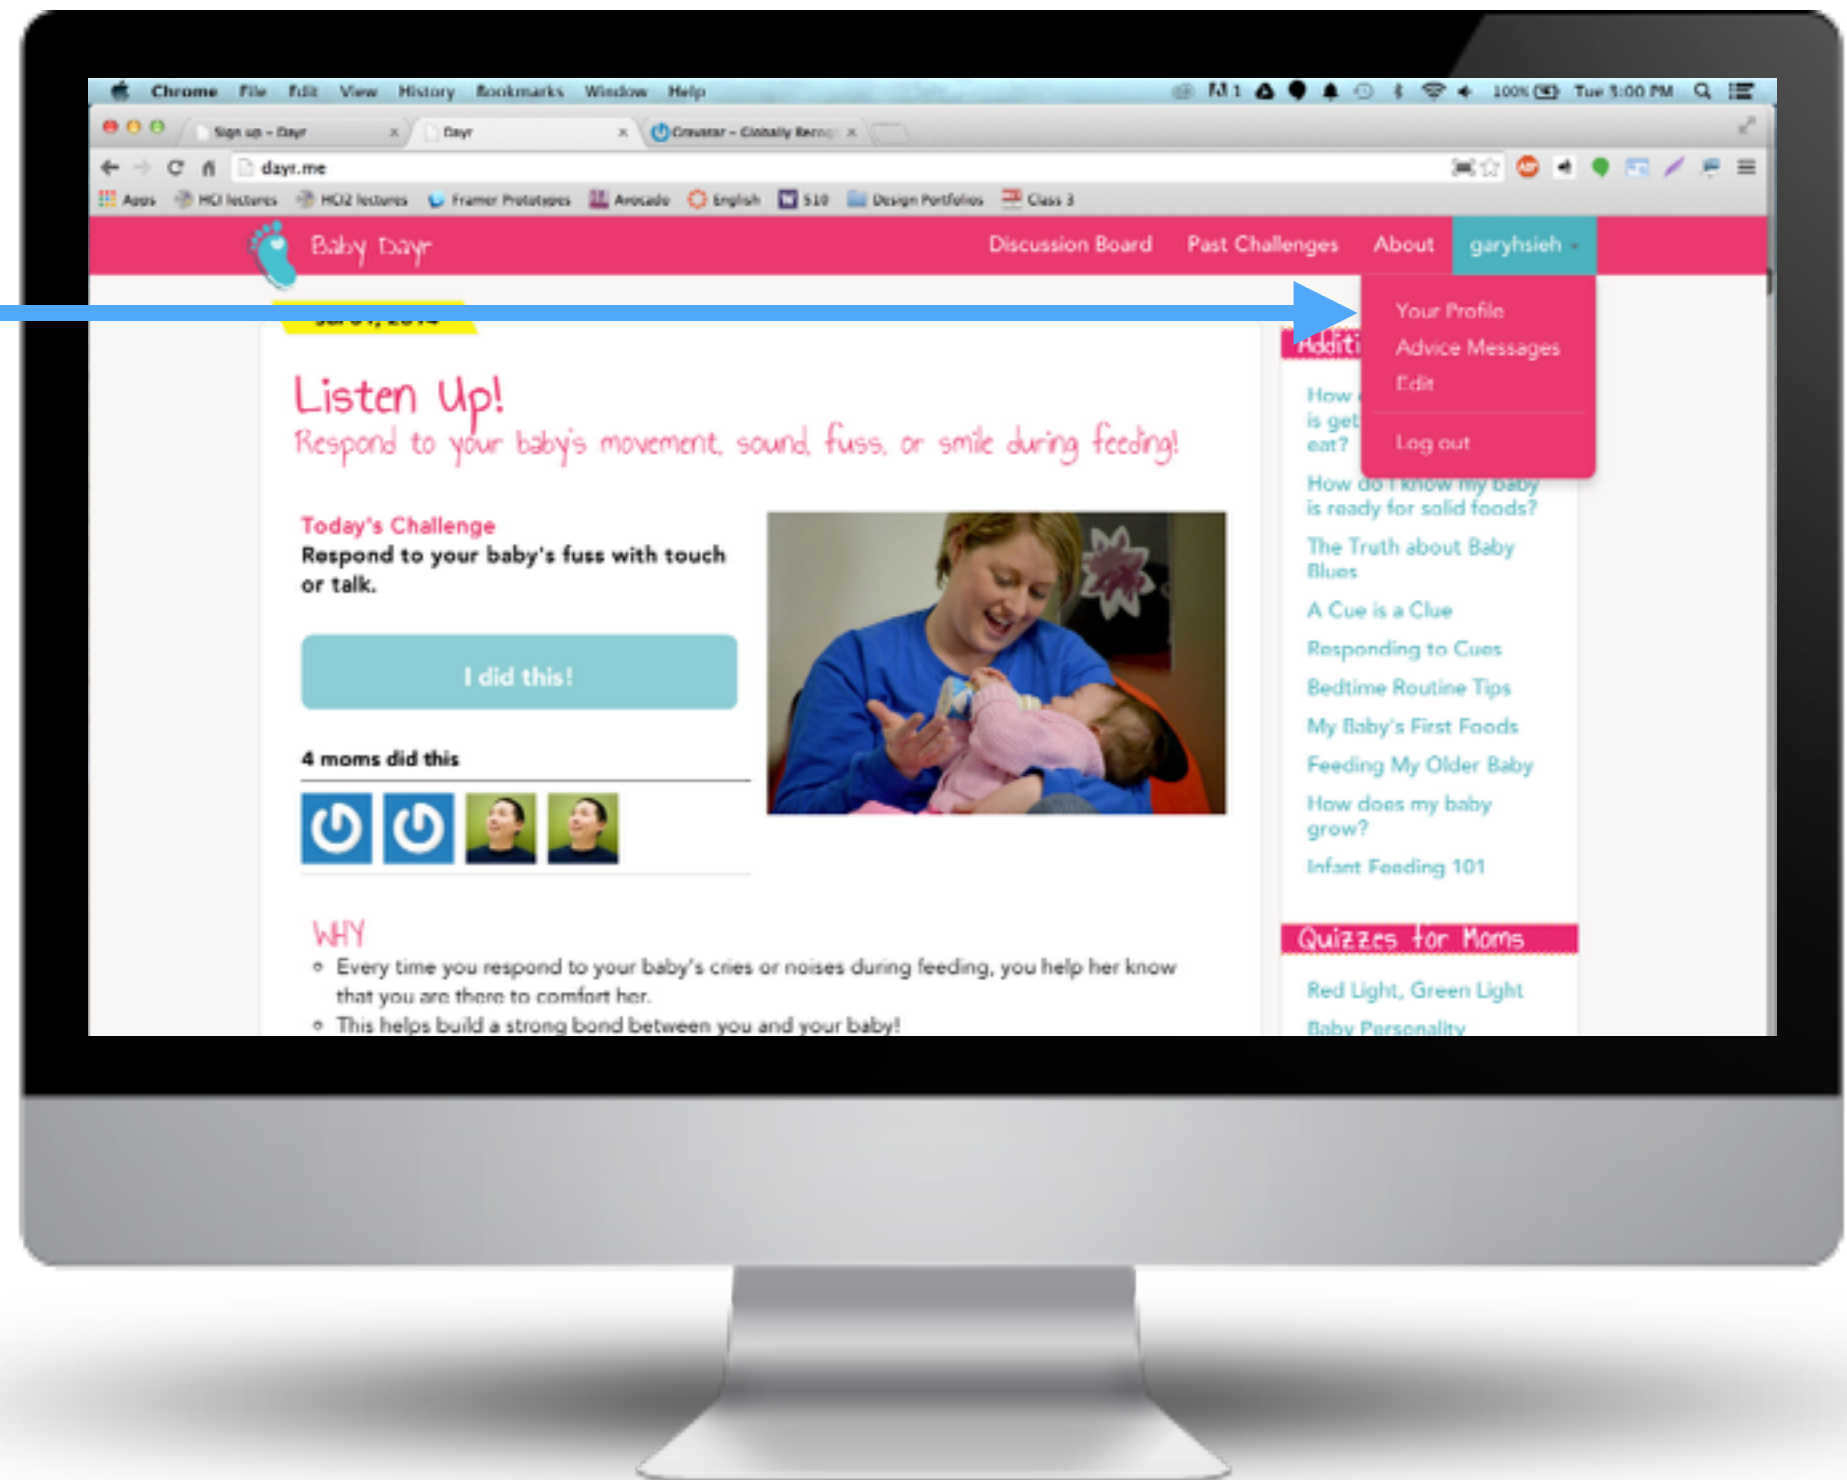 Chrome File Edit View History Bookmarks Window Help
1 100% Tue 3:00 PM
Sign up – Dayr
Dayr
Gravatar – Globally Recog
dayr.me
Apps HCI lectures HCI2 lectures Framer Prototypes Avocado English 510 Design Portfolios Class 3
Baby Dayr
Discussion Board Past Challenges About garyhsieh
Your Profile
Advice Messages
Edit
Log out
Listen Up!
Respond to your baby's movement, sound, fuss, or smile during feeding!
Today's Challenge
Respond to your baby's fuss with touch
or talk.
I did this!
4 moms did this
WHY
Every time you respond to your baby's cries or noises during feeding, you help her know
that you are there to comfort her.
This helps build a strong bond between you and your baby!
How
is get
eat?
How do I know my baby
is ready for solid foods?
The Truth about Baby
Blues
A Cue is a Clue
Responding to Cues
Bedtime Routine Tips
My Baby's First Foods
Feeding My Older Baby
How does my baby
grow?
Infant Feeding 101
Quizzes for Moms
Red Light, Green Light
Baby Personality